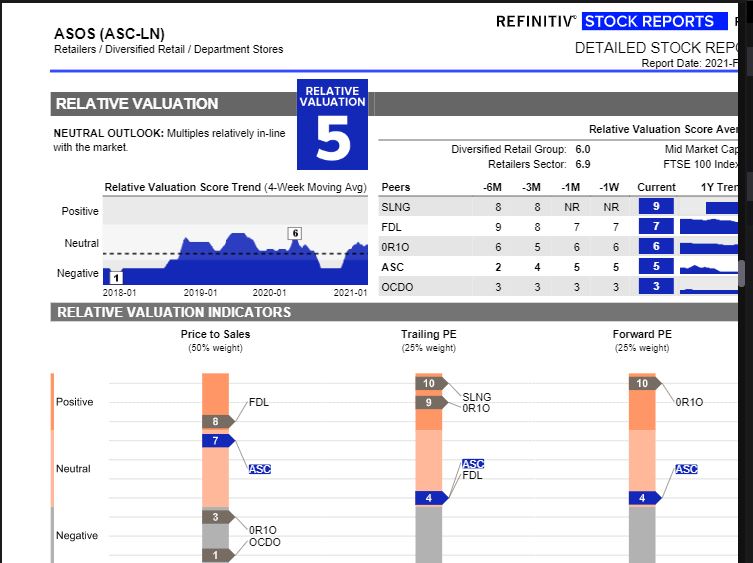 REFINITIV STOCK REPORTS
ASOS (ASC-LN)
Retailers / Diversified Retail / Department Stores
DETAILED STOCK REPO
Report Date: 2021-F
RELATIVE VALUATION
RELATIVE
VALUATION
5
NEUTRAL OUTLOOK: Multiples relatively in-line
with the market.
Relative Valuation Score Aver
Diversified Retail Group: 6.0 Mid Market Cap
Retailers Sector: 6.9 FTSE 100 Index
Relative Valuation Score Trend (4-Week Moving Avg)
Positive
Neutral
Negative
6
1
2018-01 2019-01 2020-01 2021-01
Peers -6M -3M -1M -1W Current 1Y Tren
SLNG 8 8 NR NR 9
FDL 9 8 7 7 7
0R1O 6 5 6 6 6
ASC 2 4 5 5 5
OCDO 3 3 3 3 3
RELATIVE VALUATION INDICATORS
Price to Sales Trailing PE Forward PE
(50% weight) (25% weight) (25% weight)
Positive
Neutral
Negative
8 FDL
7 ASC
3 0R1O
1 OCDO
10 SLNG
9 0R1O
4 ASC
FDL
10 0R1O
4 ASC